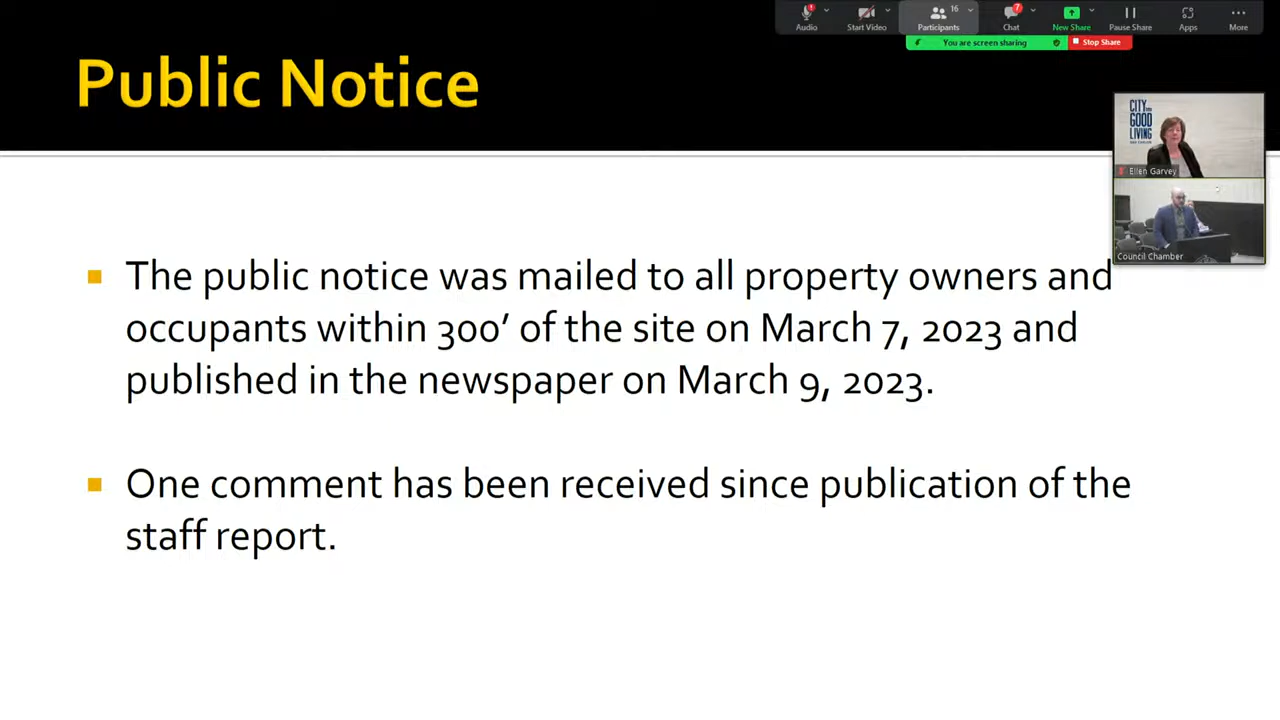 Public Notice
16
7
Audio
Start Video
Participants
Chat
New Share
Pause Share
Apps
More
You are screen sharing
Stop Share
CITY
GOOD
LIVING
Ellen Garvey
Council Chamber
The public notice was mailed to all property owners and
occupants within 300’ of the site on March 7, 2023 and
published in the newspaper on March 9, 2023.
One comment has been received since publication of the
staff report.